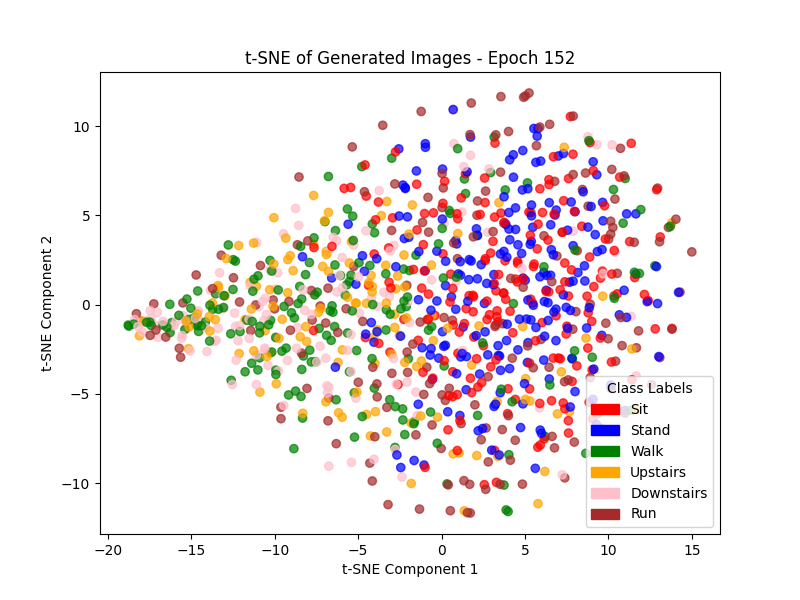 t-SNE of Generated Images - Epoch 152
t-SNE Component 2
10
5
0
−5
−10
−20
−15
−10
−5
0
5
10
15
t-SNE Component 1
Class Labels
Sit
Stand
Walk
Upstairs
Downstairs
Run